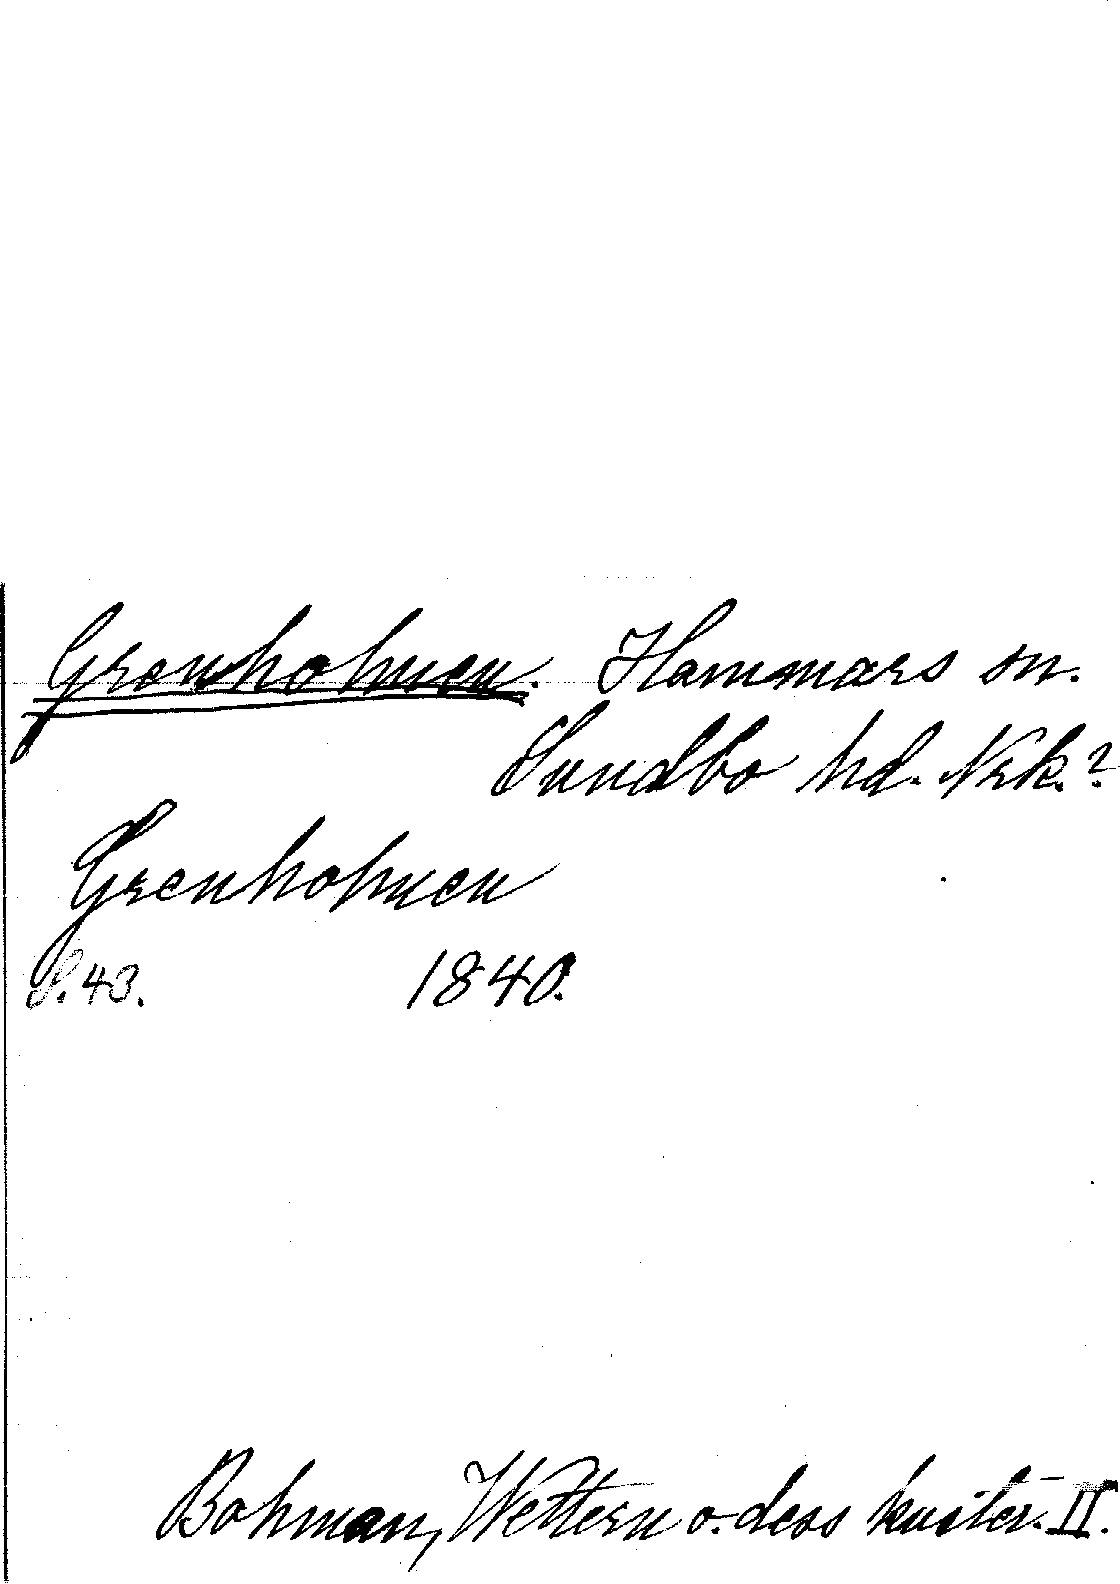 Grenholmen. Hammars sn.
Sundbo hd. Nrk.?
Grenholmen
S. 43. 1840.
Bohman, Wettern o. dess kuster. II.